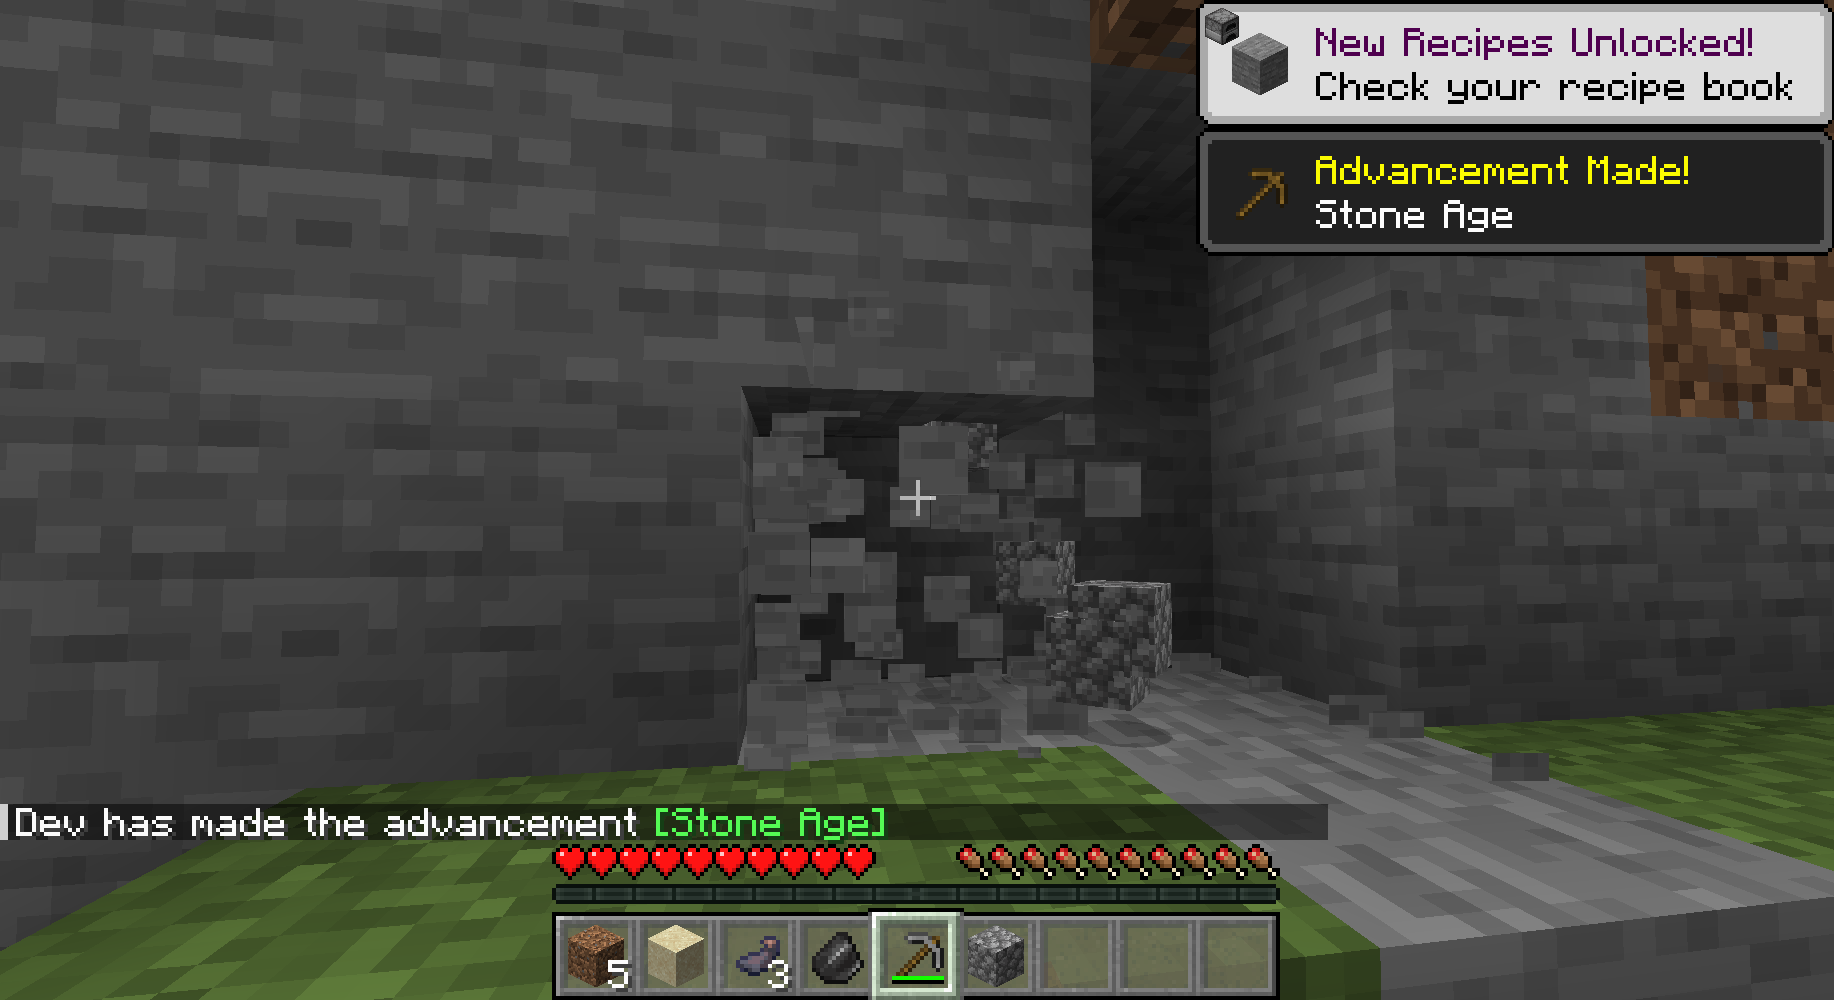 New Recipes Unlocked!
Check your recipe book
Advancement Made!
Stone Age
Dev has made the advancement [Stone Age]
5
3